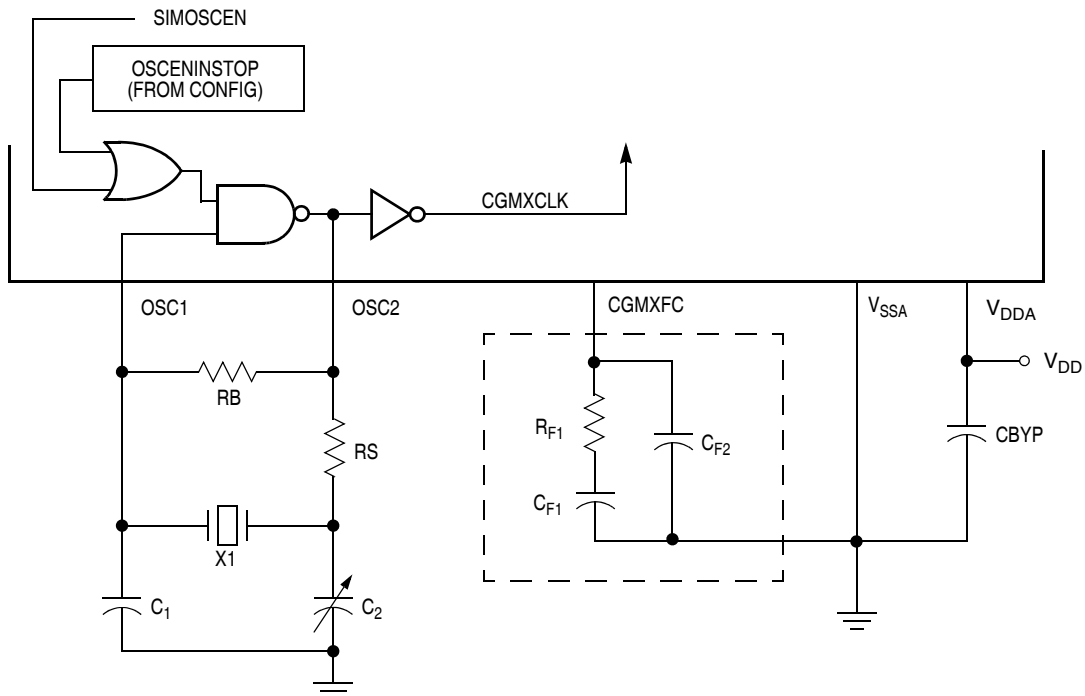 SIMOSCEN
OSCENINSTOP
(FROM CONFIG)
CGMXCLK
OSC1
OSC2
CGMXFC
VSSA
VDDA
VDD
RB
RF1
CF2
CBYP
RS
CF1
X1
C1
C2